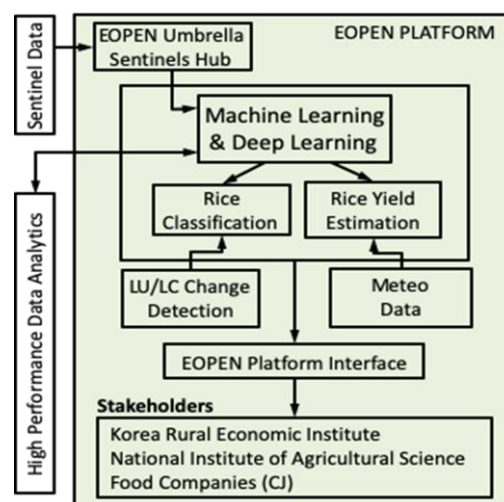 EOPEN PLATFORM
Sentinel Data
EOPEN Umbrella
Sentinels Hub
Machine Learning
& Deep Learning
High Performance Data Analytics
Rice
Classification
Rice Yield
Estimation
LU/LC Change
Detection
Meteo
Data
EOPEN Platform Interface
Stakeholders
Korea Rural Economic Institute
National Institute of Agricultural Science
Food Companies (CJ)